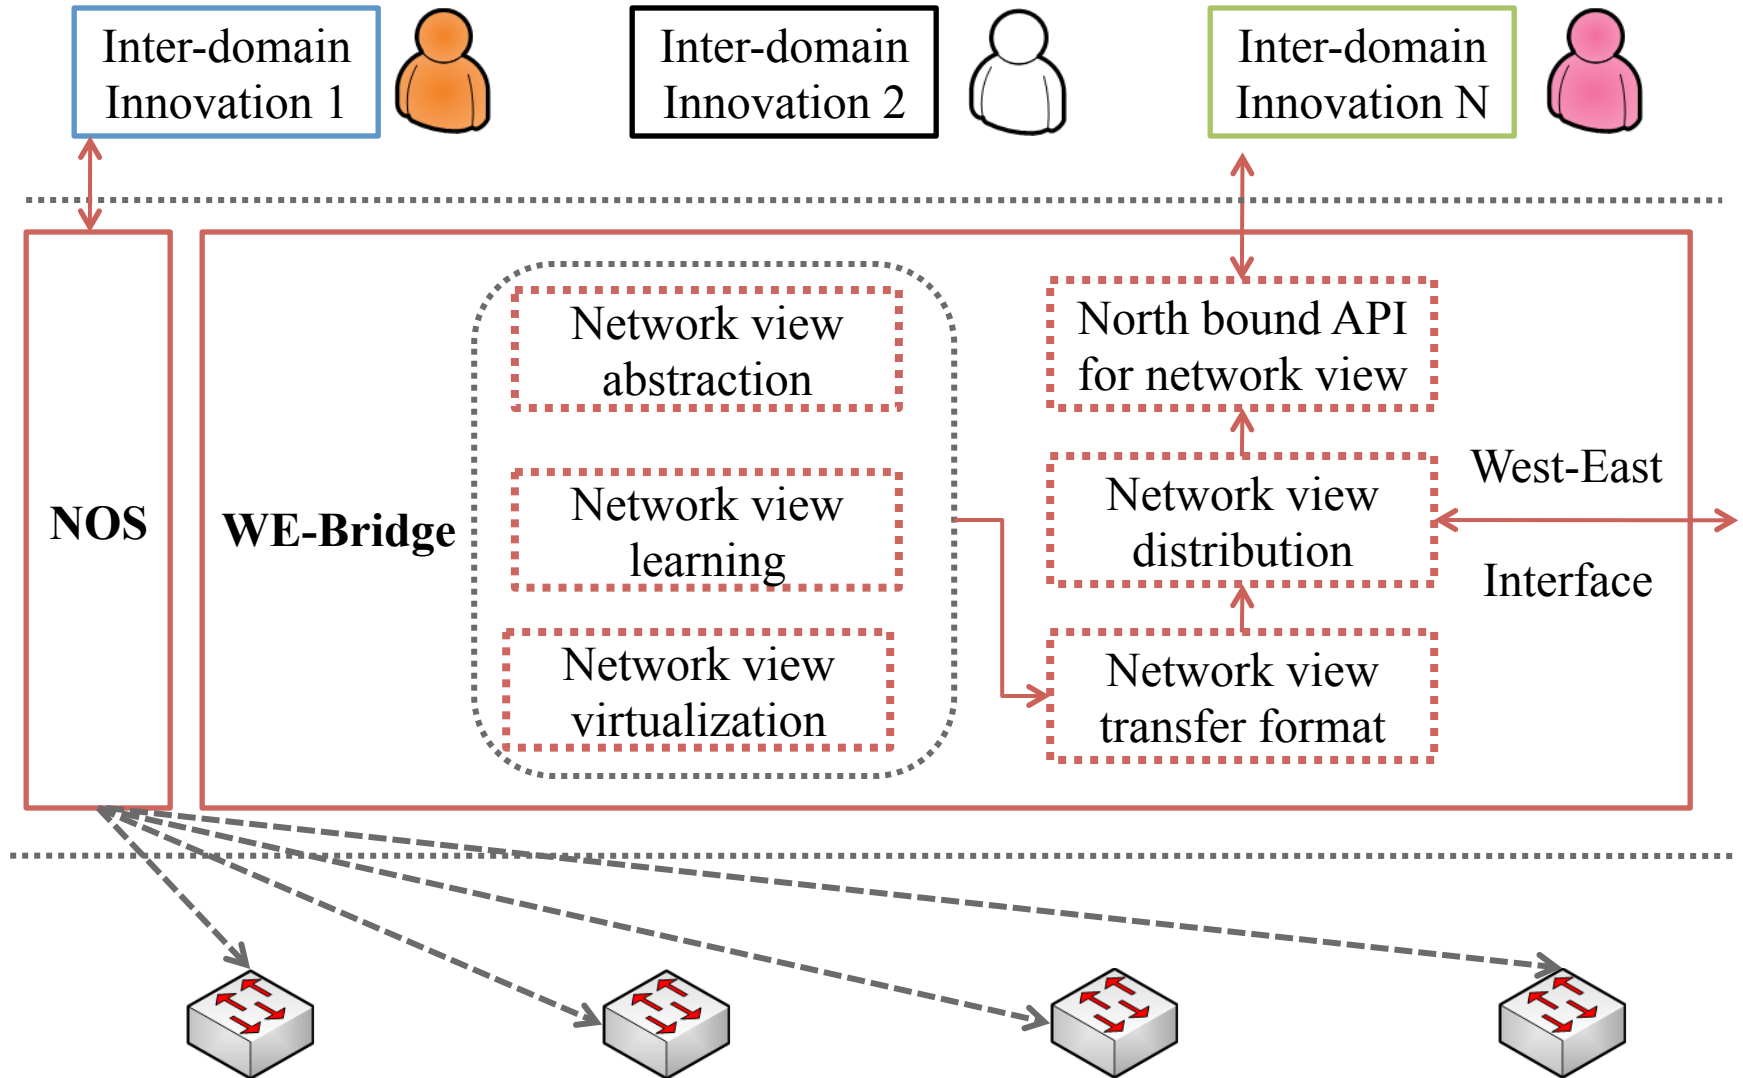 Inter-domain
Innovation 1
Inter-domain
Innovation 2
Inter-domain
Innovation N
NOS
WE-Bridge
Network view
abstraction
Network view
learning
Network view
virtualization
North bound API
for network view
Network view
distribution
Network view
transfer format
West-East
Interface